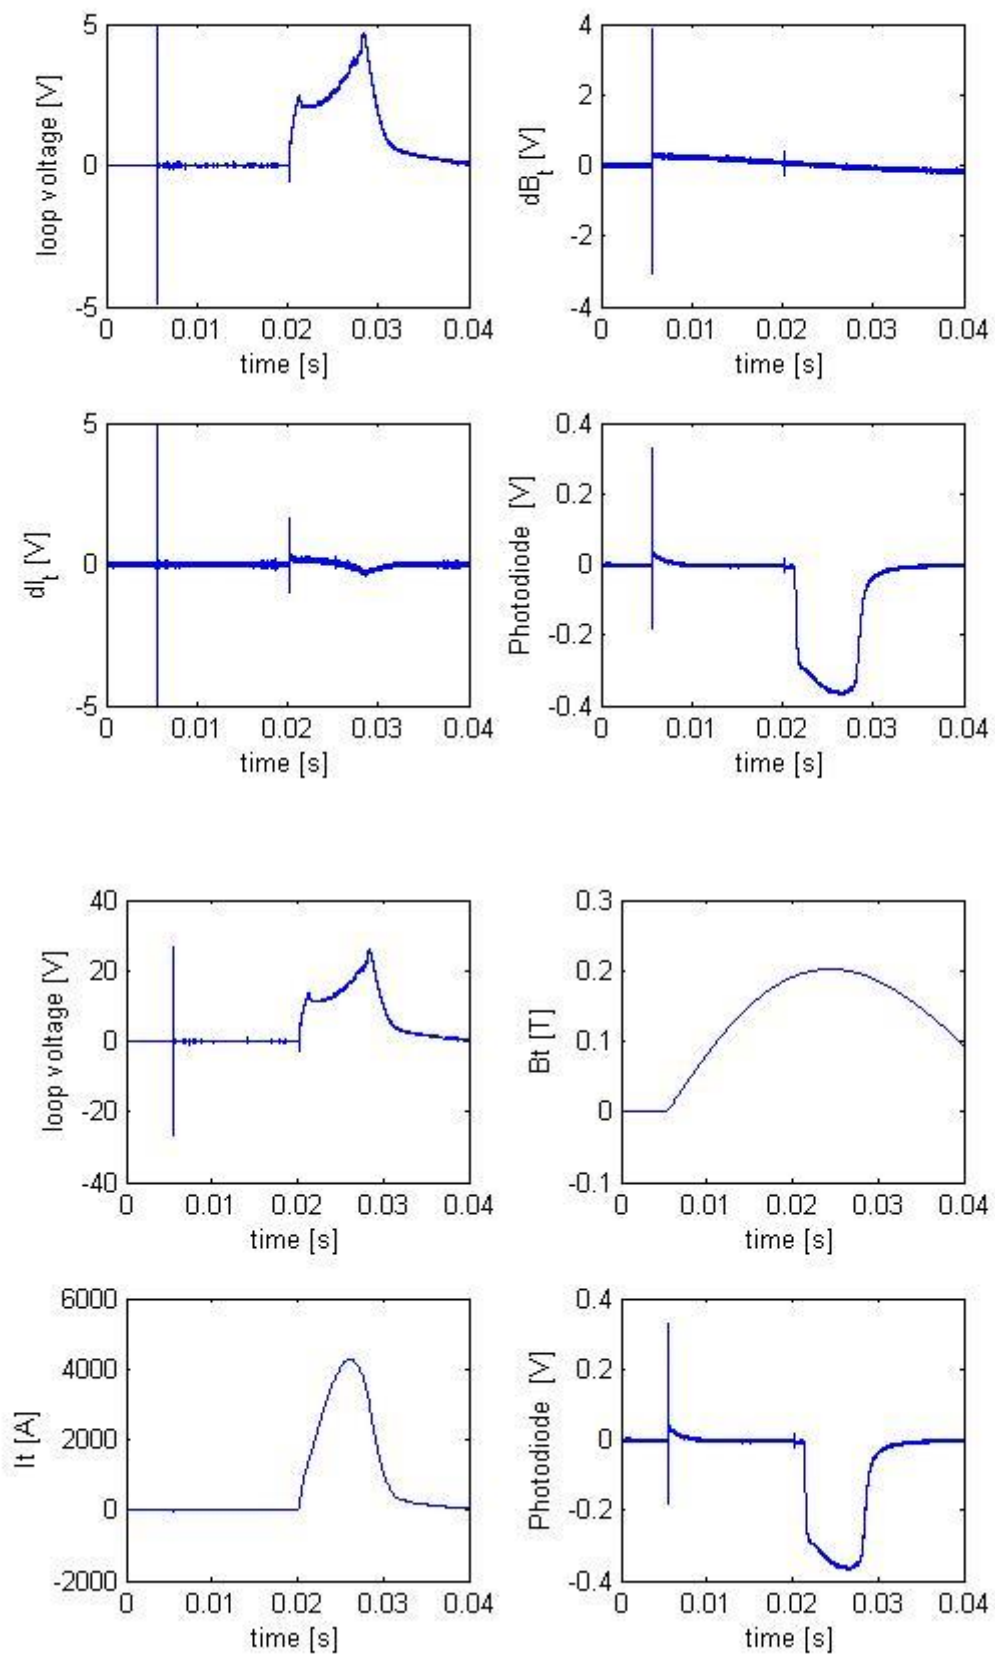 loop voltage [V]
5
0
-5
0 0.01 0.02 0.03 0.04
time [s]
dBt [V]
4
2
0
-2
-4
0 0.01 0.02 0.03 0.04
time [s]
dIt [V]
5
0
-5
0 0.01 0.02 0.03 0.04
time [s]
Photodiode [V]
0.4
0.2
0
-0.2
-0.4
0 0.01 0.02 0.03 0.04
time [s]
loop voltage [V]
40
20
0
-20
-40
0 0.01 0.02 0.03 0.04
time [s]
Bt [T]
0.3
0.2
0.1
0
-0.1
0 0.01 0.02 0.03 0.04
time [s]
It [A]
6000
4000
2000
0
-2000
0 0.01 0.02 0.03 0.04
time [s]
Photodiode [V]
0.4
0.2
0
-0.2
-0.4
0 0.01 0.02 0.03 0.04
time [s]